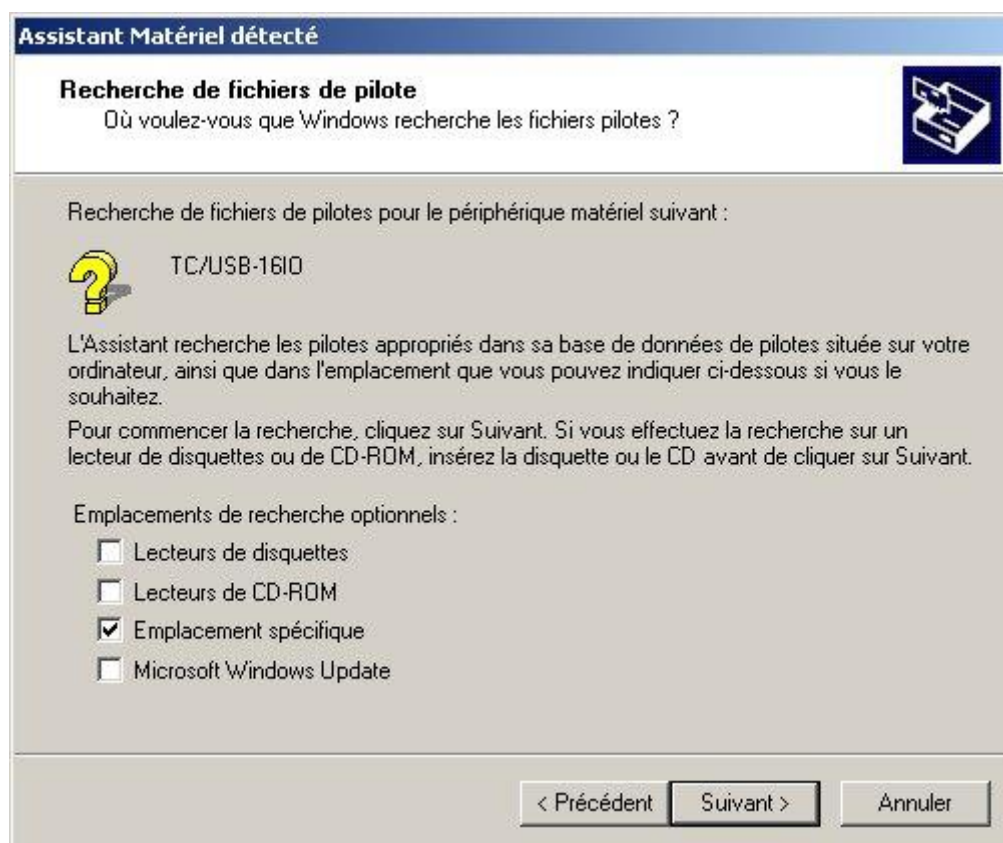 Assistant Matériel détecté
Recherche de fichiers de pilote
Où voulez-vous que Windows recherche les fichiers pilotes ?
Recherche de fichiers de pilotes pour le périphérique matériel suivant :
TC/USB-16IO
L'Assistant recherche les pilotes appropriés dans sa base de données de pilotes située sur votre
ordinateur, ainsi que dans l'emplacement que vous pouvez indiquer ci-dessous si vous le
souhaitez.
Pour commencer la recherche, cliquez sur Suivant. Si vous effectuez la recherche sur un
lecteur de disquettes ou de CD-ROM, insérez la disquette ou le CD avant de cliquer sur Suivant.
Emplacements de recherche optionnels :
Lecteurs de disquettes
Lecteurs de CD-ROM
Emplacement spécifique
Microsoft Windows Update
< Précédent Suivant > Annuler